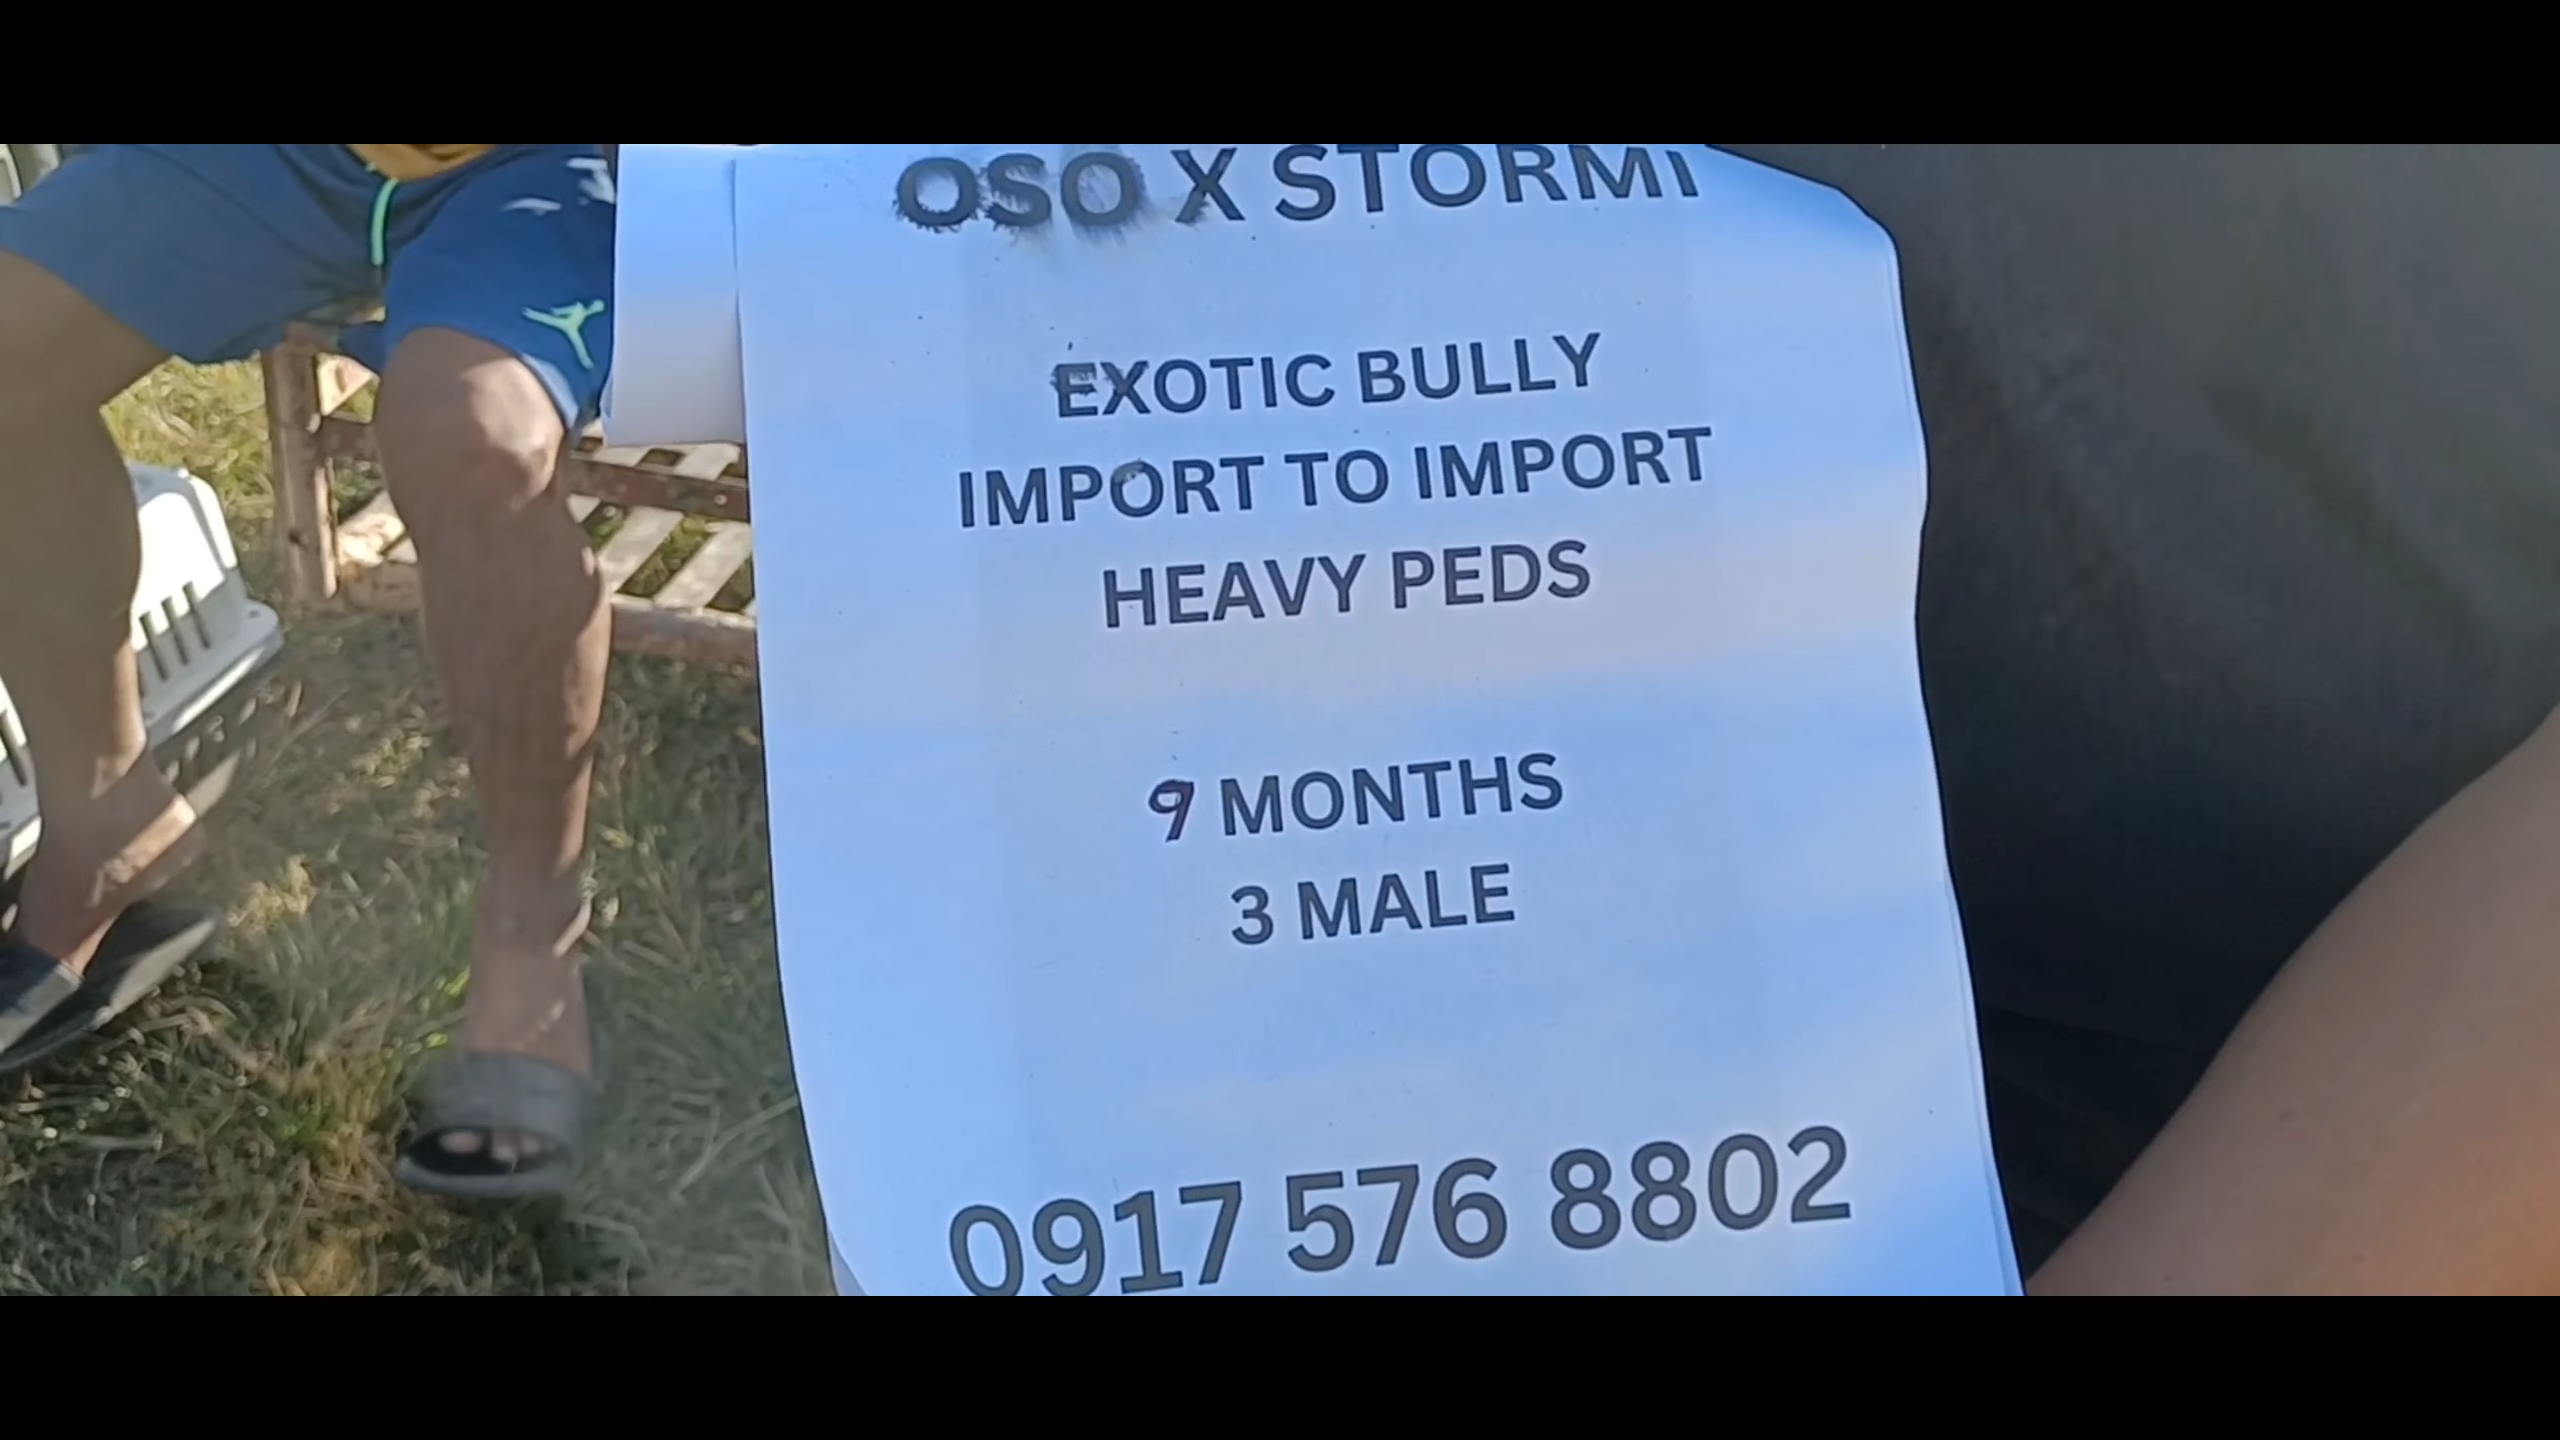 OSO X STORMI
EXOTIC BULLY
IMPORT TO IMPORT
HEAVY PEDS
9 MONTHS
3 MALE
0917 576 8802